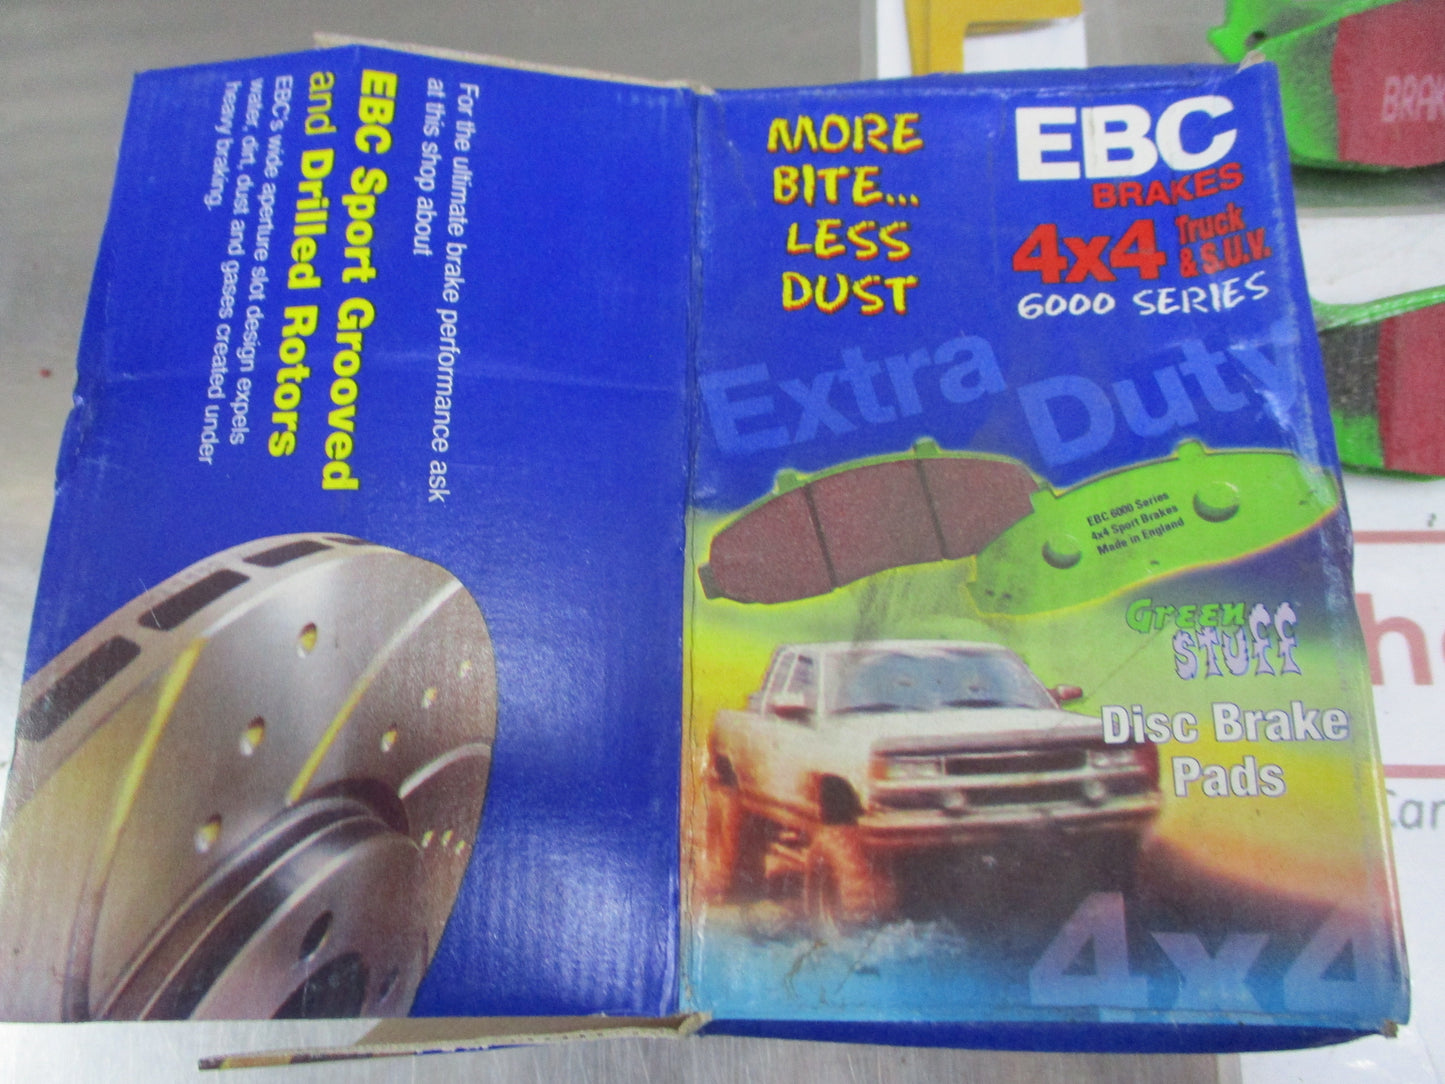 For the ultimate brake performance ask
at this shop about
EBC Sport Grooved
and Drilled Rotors
EBC's wide aperture slot design expels
water, dirt, dust and gases created under
heavy braking.
MORE
BITE...
LESS
DUST
EBC
BRAKES
4x4 Truck
& S.U.V.
6000 SERIES
Extra
Duty
EBC 6000 Series
4x4 Sport Brakes
Made in England
Green
STUFF
Disc Brake
Pads
4x4
BRAK
h
Car